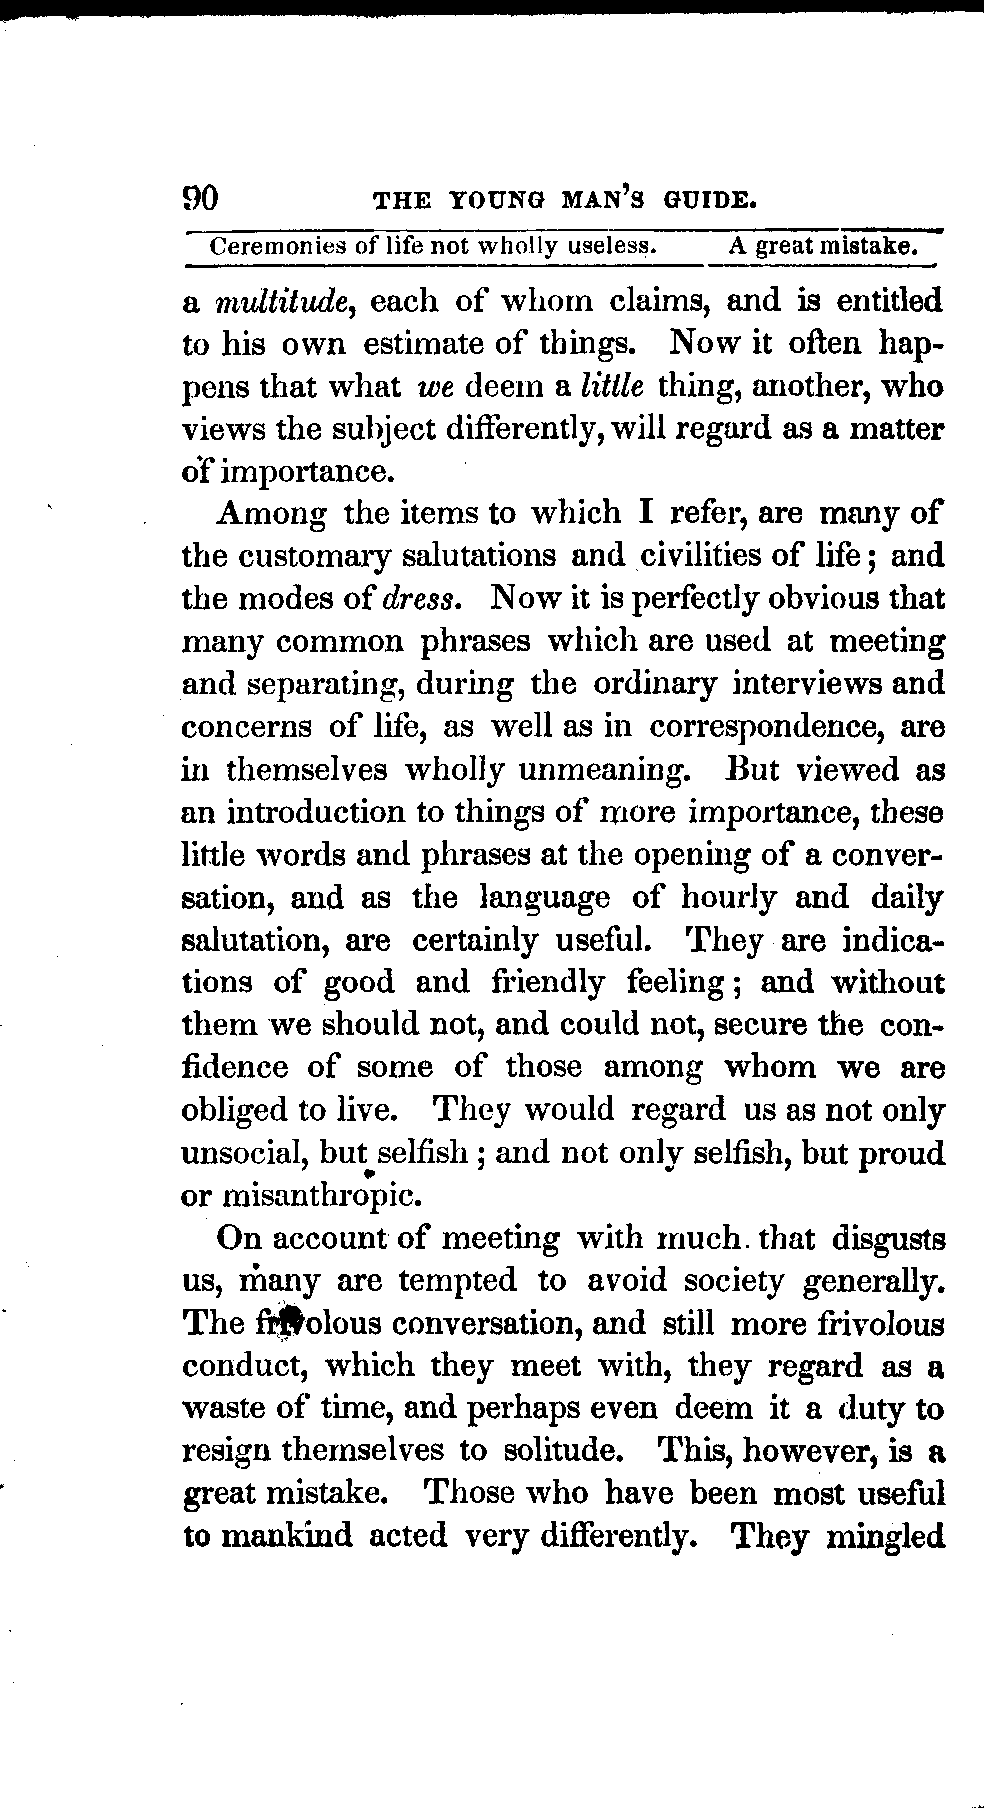 90 THE YOUNG MAN'S GUIDE.
Ceremonies of life not wholly useless. A great mistake.
a multitude, each of whom claims, and is entitled
to his own estimate of things. Now it often hap-
pens that what we deem a little thing, another, who
views the subject differently, will regard as a matter
of importance.
Among the items to which I refer, are many of
the customary salutations and civilities of life; and
the modes of dress. Now it is perfectly obvious that
many common phrases which are used at meeting
and separating, during the ordinary interviews and
concerns of life, as well as in correspondence, are
in themselves wholly unmeaning. But viewed as
an introduction to things of more importance, these
little words and phrases at the opening of a conver-
sation, and as the language of hourly and daily
salutation, are certainly useful. They are indica-
tions of good and friendly feeling; and without
them we should not, and could not, secure the con-
fidence of some of those among whom we are
obliged to live. They would regard us as not only
unsocial, but selfish; and not only selfish, but proud
or misanthropic.
On account of meeting with much that disgusts
us, many are tempted to avoid society generally.
The frivolous conversation, and still more frivolous
conduct, which they meet with, they regard as a
waste of time, and perhaps even deem it a duty to
resign themselves to solitude. This, however, is a
great mistake. Those who have been most useful
to mankind acted very differently. They mingled